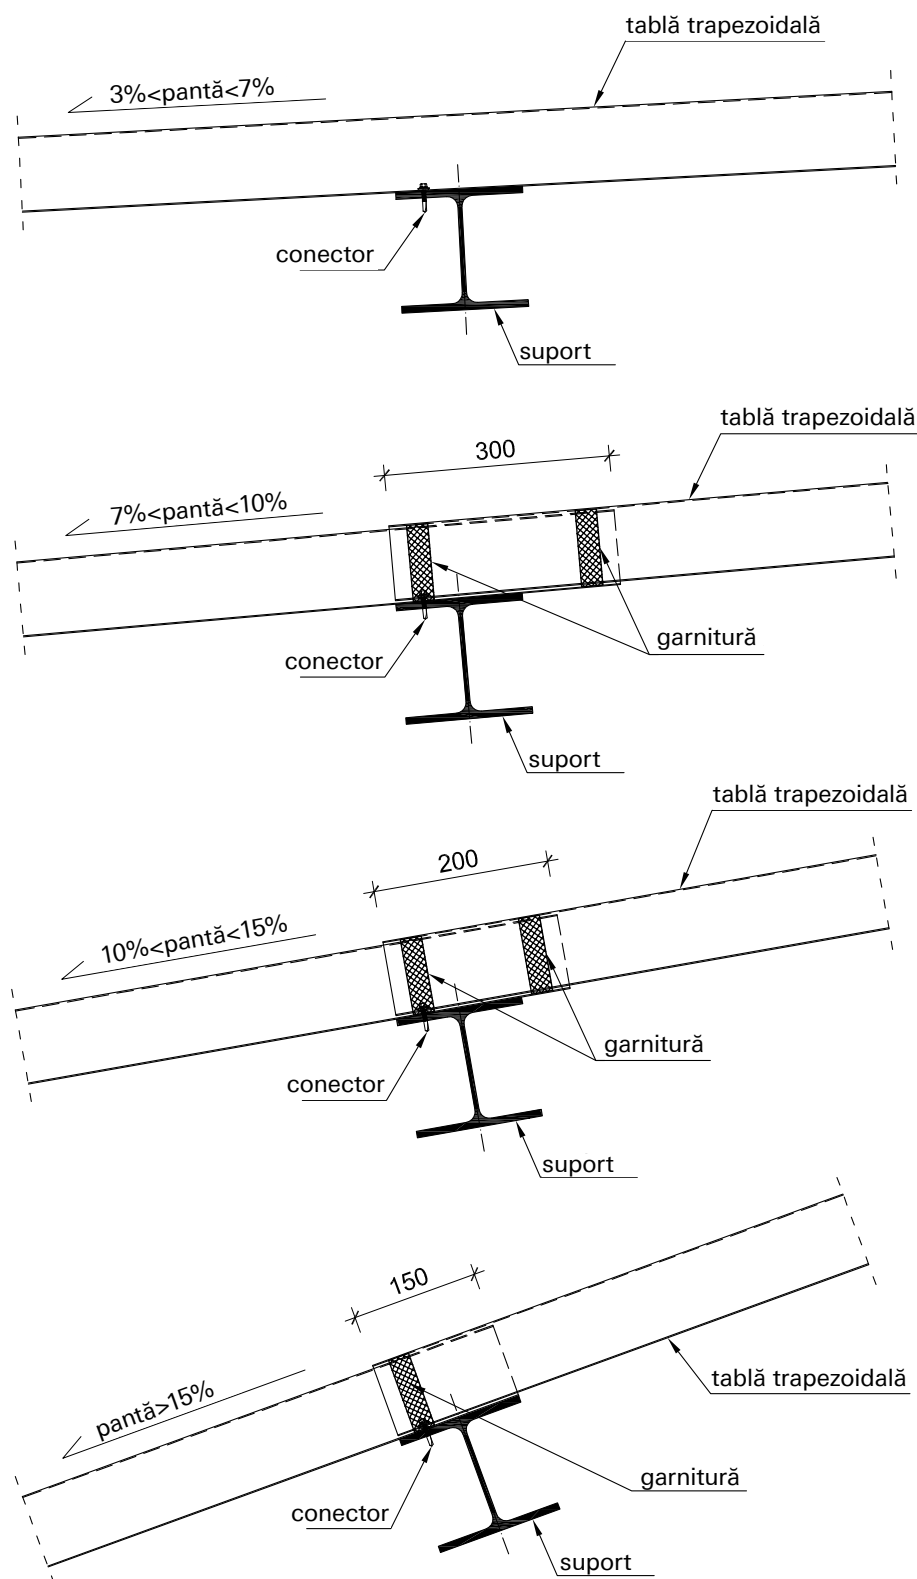 tablă trapezoidală
3%<pantă<7%
conector
suport
tablă trapezoidală
300
7%<pantă<10%
garnitură
conector
suport
tablă trapezoidală
200
10%<pantă<15%
garnitură
conector
suport
150
tablă trapezoidală
pantă>15%
garnitură
conector
suport